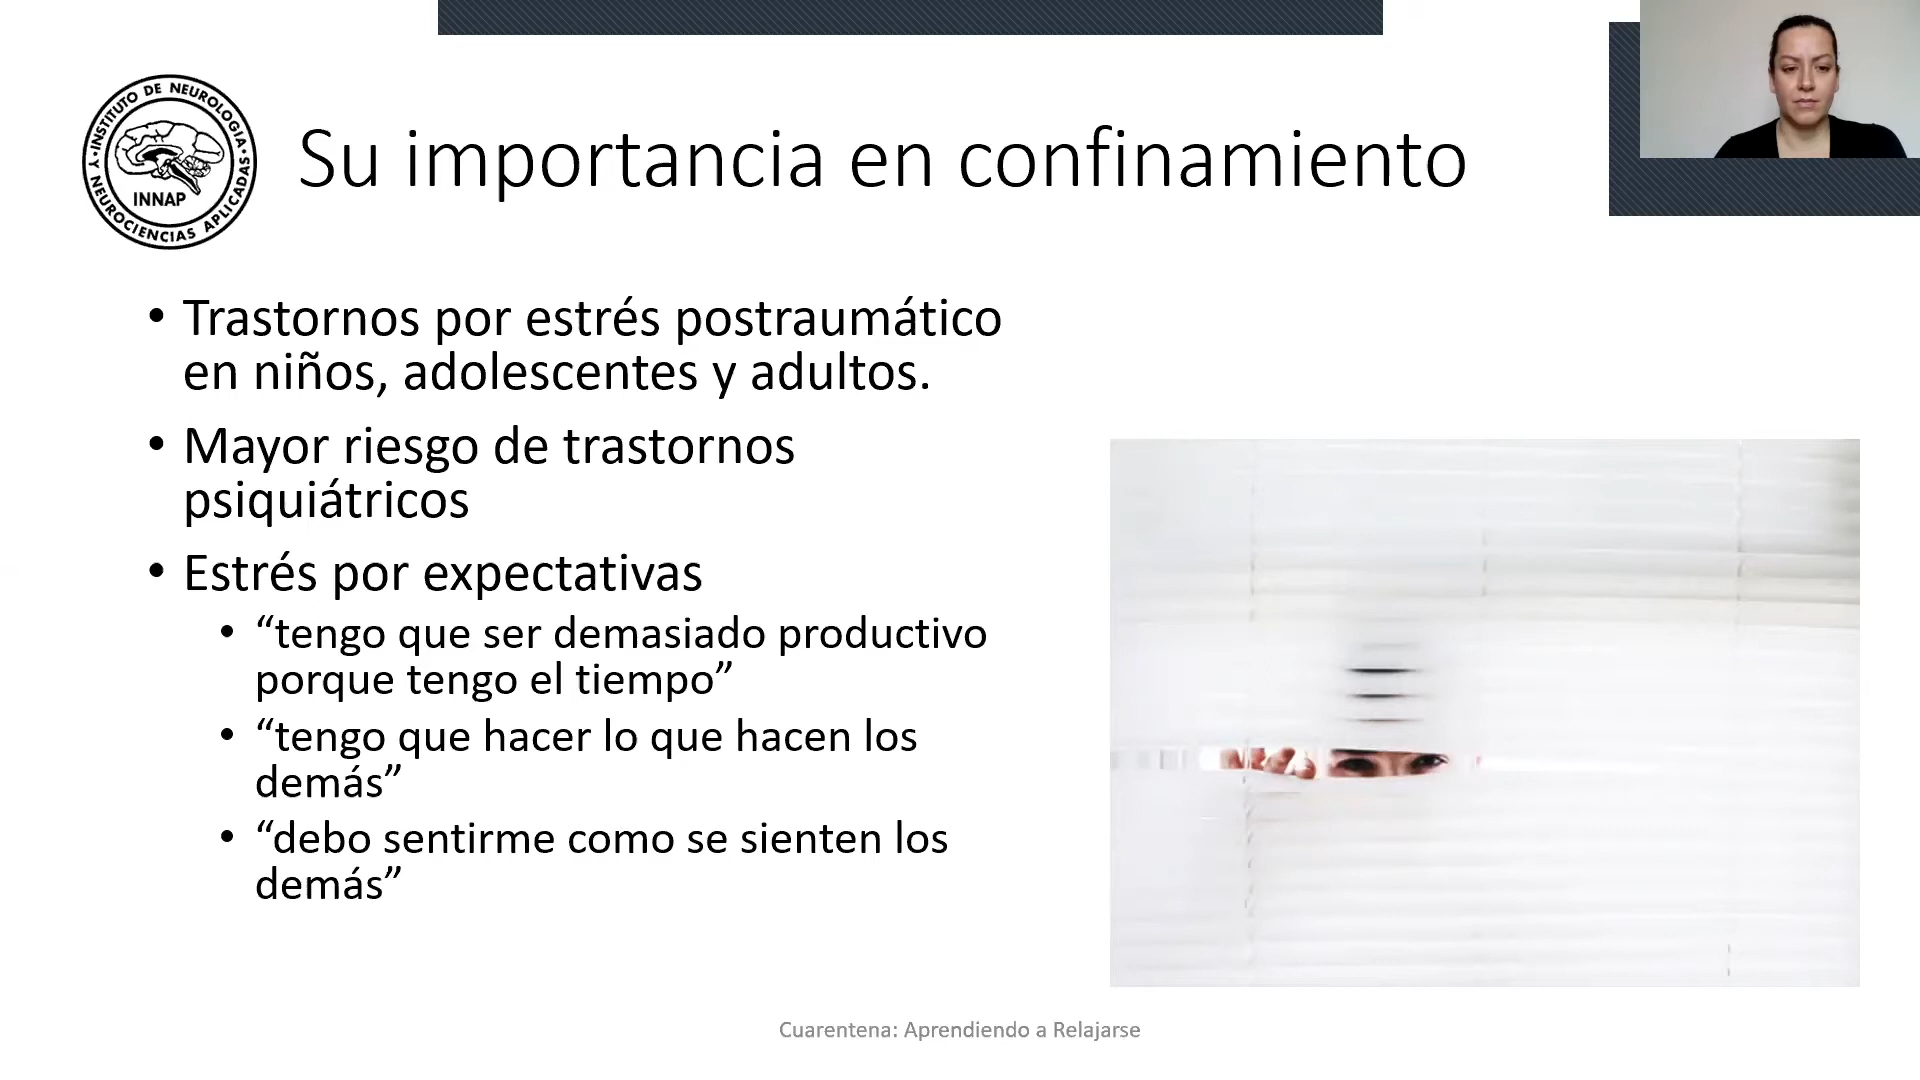 INSTITUTO DE NEUROLOGIA
Y NEUROCIENCIAS APLICADAS
INNAP
Su importancia en confinamiento
• Trastornos por estrés postraumático
en niños, adolescentes y adultos.
• Mayor riesgo de trastornos
psiquiátricos
• Estrés por expectativas
• “tengo que ser demasiado productivo
porque tengo el tiempo”
• “tengo que hacer lo que hacen los
demás”
• “debo sentirme como se sienten los
demás”
Cuarentena: Aprendiendo a Relajarse